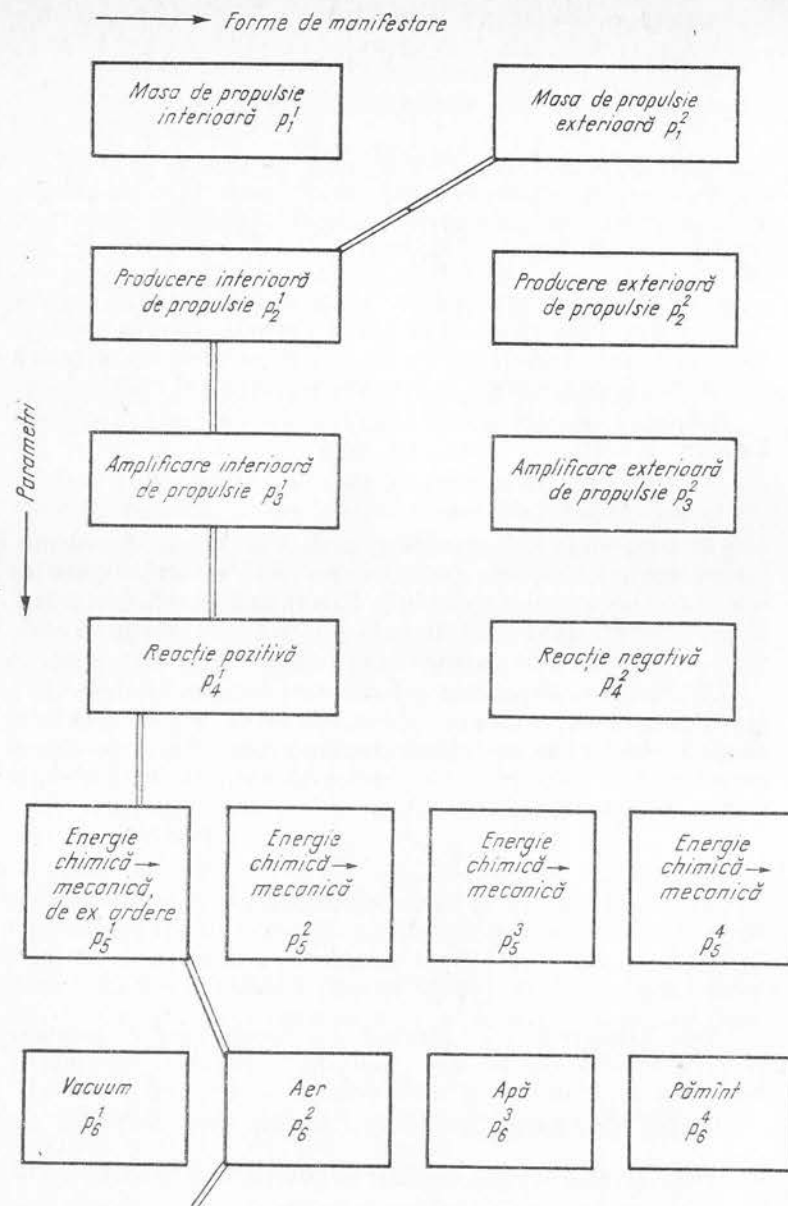 Forme de manifestare
Masa de propulsie
interioară p₁¹
Masa de propulsie
exterioară p₁²
Producere interioară
de propulsie p₂¹
Producere exterioară
de propulsie p₂²
Parametri
Amplificare interioară
de propulsie p₃¹
Amplificare exterioară
de propulsie p₃²
Reacție pozitivă
p₄¹
Reacție negativă
p₄²
Energie
chimică →
mecanică,
de ex. ardere
p₅¹
Energie
chimică →
mecanică
p₅²
Energie
chimică →
mecanică
p₅³
Energie
chimică →
mecanică
p₅⁴
Vacuum
p₆¹
Aer
p₆²
Apă
p₆³
Pămînt
p₆⁴